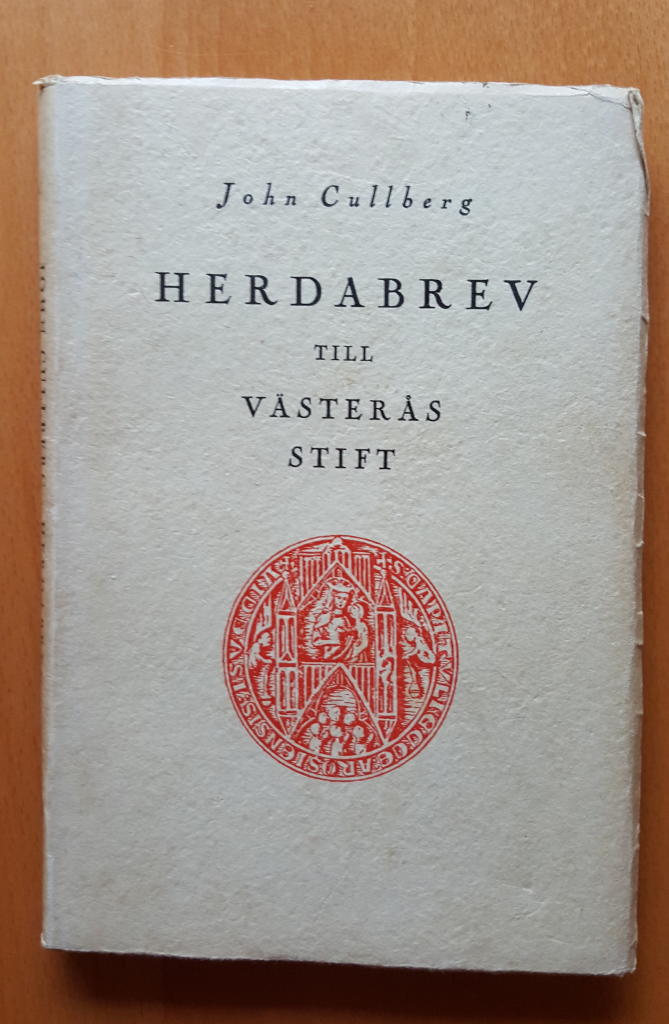 John Cullberg
HERDABREV
TILL
VÄSTERÅS
STIFT